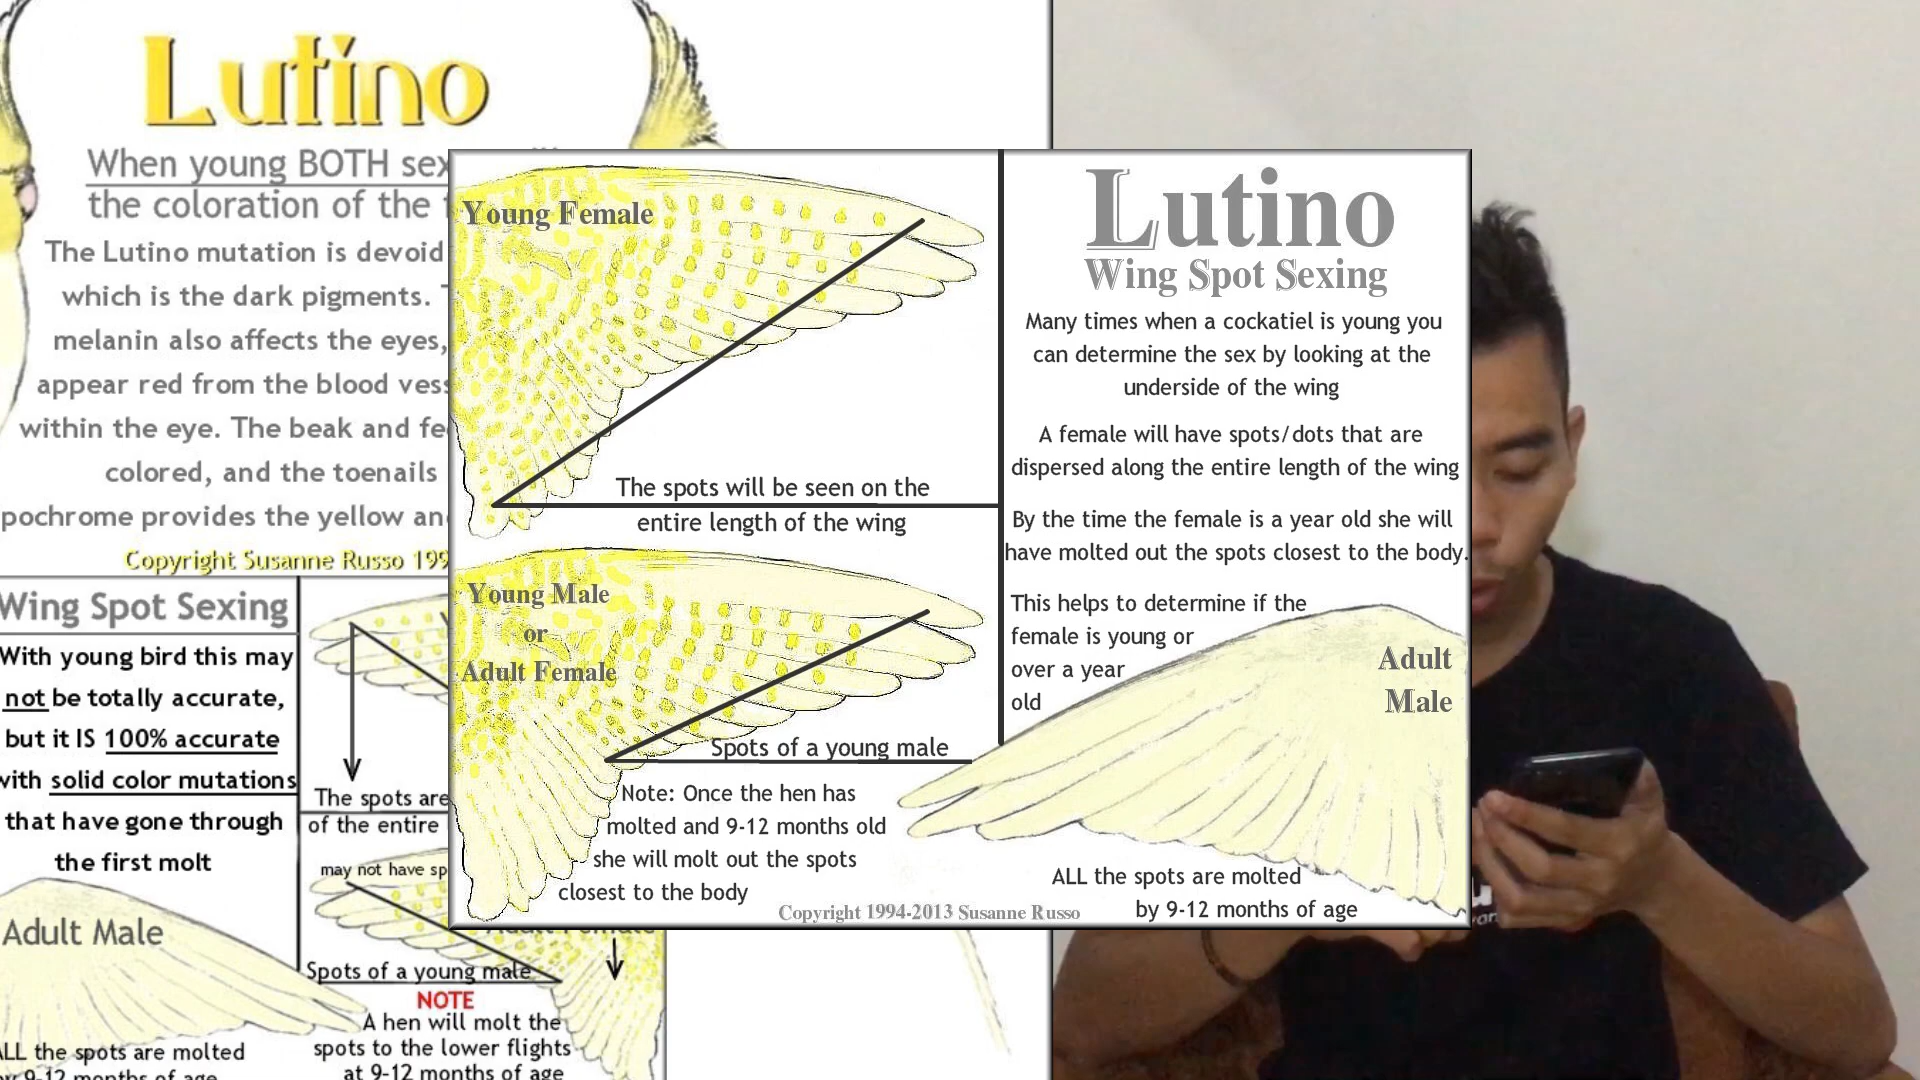 Lutino
When young BOTH sex
the coloration of the
The Lutino mutation is devoid
which is the dark pigments.
melanin also affects the eyes,
appear red from the blood vess
within the eye. The beak and fe
colored, and the toenails
pochrome provides the yellow an
Copyright Susanne Russo 199
Wing Spot Sexing
With young bird this may
not be totally accurate,
but it IS 100% accurate
with solid color mutations
that have gone through
the first molt
Adult Male
ALL the spots are molted
by 9-12 months of age
The spots are
of the entire
may not have sp
Adult Female
Spots of a young male
NOTE
A hen will molt the
spots to the lower flights
at 9-12 months of age
Young Female
The spots will be seen on the
entire length of the wing
Young Male
or
Adult Female
Spots of a young male
Note: Once the hen has
molted and 9-12 months old
she will molt out the spots
closest to the body
Copyright 1994-2013 Susanne Russo
Lutino
Wing Spot Sexing
Many times when a cockatiel is young you
can determine the sex by looking at the
underside of the wing
A female will have spots/dots that are
dispersed along the entire length of the wing
By the time the female is a year old she will
have molted out the spots closest to the body.
This helps to determine if the
female is young or
over a year
old
Adult
Male
ALL the spots are molted
by 9-12 months of age